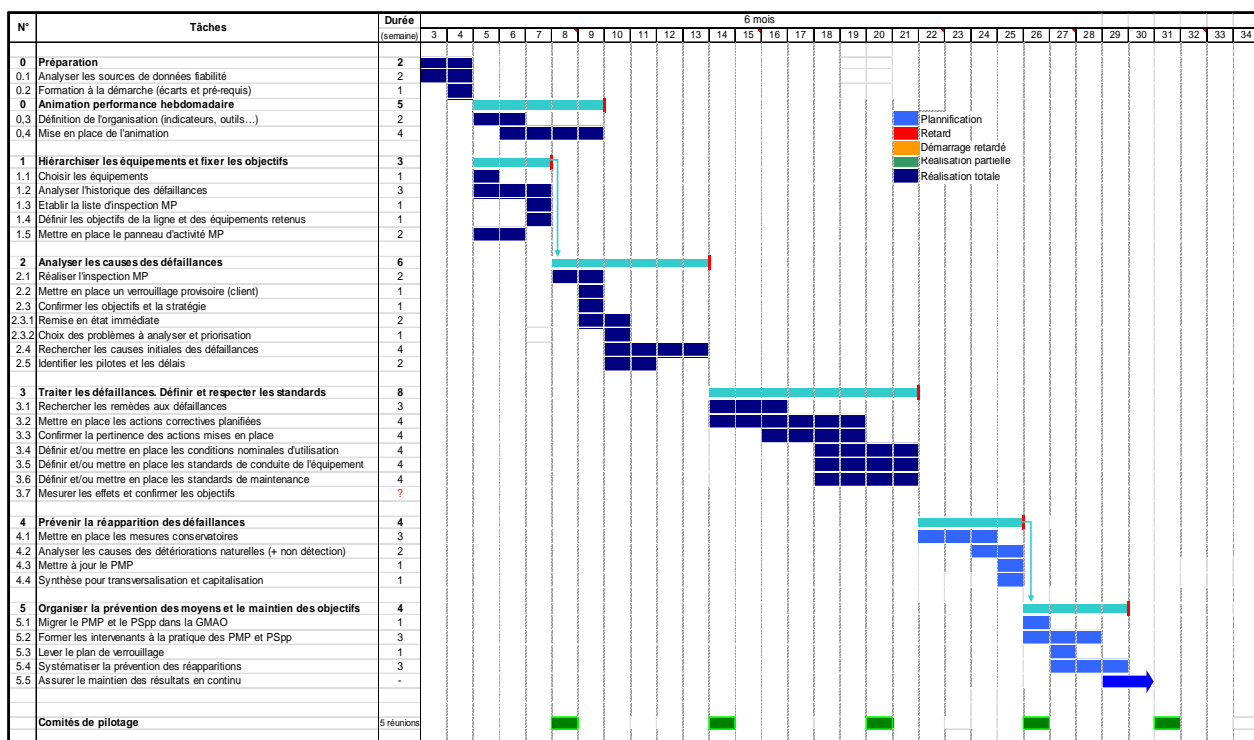 N° Tâches Durée (semaine) 6 mois
3 4 5 6 7 8 9 10 11 12 13 14 15 16 17 18 19 20 21 22 23 24 25 26 27 28 29 30 31 32 33 34
0 Préparation 2
0.1 Analyser les sources de données fiabilité 2
0.2 Formation à la démarche (écarts et pré-requis) 1
0 Animation performance hebdomadaire 5
0,3 Définition de l'organisation (indicateurs, outils…) 2
0,4 Mise en place de l'animation 4
Plannification
Retard
Démarrage retardé
Réalisation partielle
Réalisation totale
1 Hiérarchiser les équipements et fixer les objectifs 3
1.1 Choisir les équipements 1
1.2 Analyser l'historique des défaillances 3
1.3 Etablir la liste d'inspection MP 1
1.4 Définir les objectifs de la ligne et des équipements retenus 1
1.5 Mettre en place le panneau d'activité MP 2
2 Analyser les causes des défaillances 6
2.1 Réaliser l'inspection MP 2
2.2 Mettre en place un verrouillage provisoire (client) 1
2.3 Confirmer les objectifs et la stratégie 1
2.3.1 Remise en état immédiate 2
2.3.2 Choix des problèmes à analyser et priorisation 1
2.4 Rechercher les causes initiales des défaillances 4
2.5 Identifier les pilotes et les délais 2
3 Traiter les défaillances. Définir et respecter les standards 8
3.1 Rechercher les remèdes aux défaillances 3
3.2 Mettre en place les actions correctives planifiées 4
3.3 Confirmer la pertinence des actions mises en place 4
3.4 Définir et/ou mettre en place les conditions nominales d'utilisation 4
3.5 Définir et/ou mettre en place les standards de conduite de l'équipement 4
3.6 Définir et/ou mettre en place les standards de maintenance 4
3.7 Mesurer les effets et confirmer les objectifs ?
4 Prévenir la réapparition des défaillances 4
4.1 Mettre en place les mesures conservatoires 3
4.2 Analyser les causes des détériorations naturelles (+ non détection) 2
4.3 Mettre à jour le PMP 1
4.4 Synthèse pour transversalisation et capitalisation 1
5 Organiser la prévention des moyens et le maintien des objectifs 4
5.1 Migrer le PMP et le PSpp dans la GMAO 1
5.2 Former les intervenants à la pratique des PMP et PSpp 3
5.3 Lever le plan de verrouillage 1
5.4 Systématiser la prévention des réapparitions 3
5.5 Assurer le maintien des résultats en continu -
Comités de pilotage 5 réunions